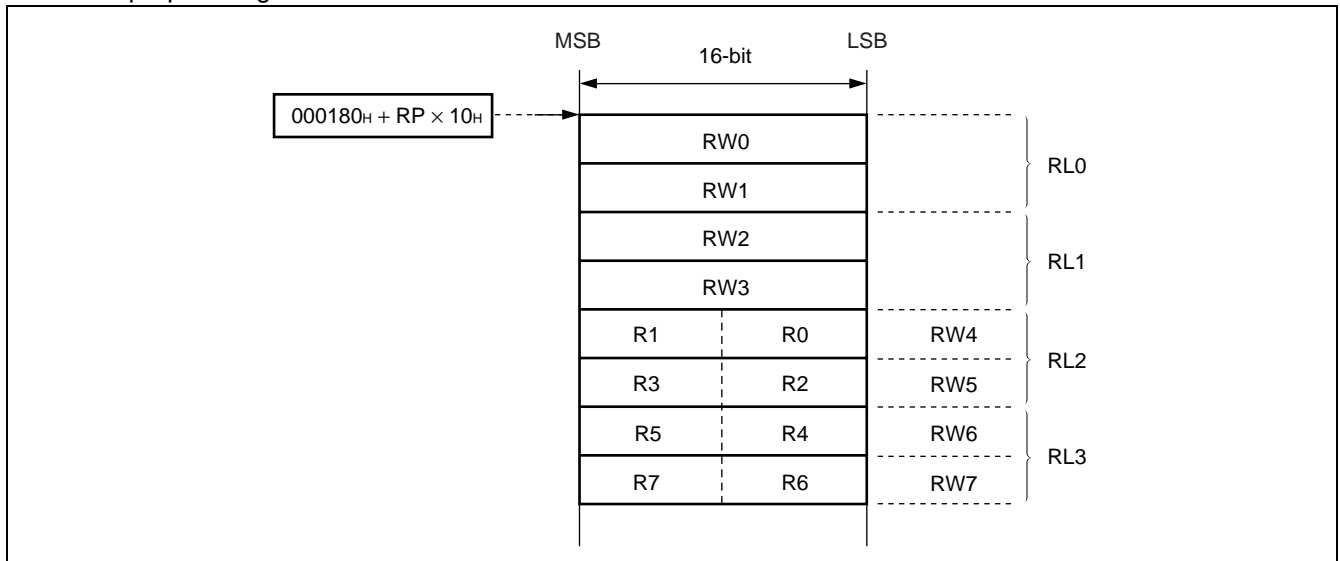 MSB LSB
16-bit
000180H + RP × 10H
RW0
RL0
RW1
RW2
RL1
RW3
R1 R0 RW4
RL2
R3 R2 RW5
R5 R4 RW6
RL3
R7 R6 RW7